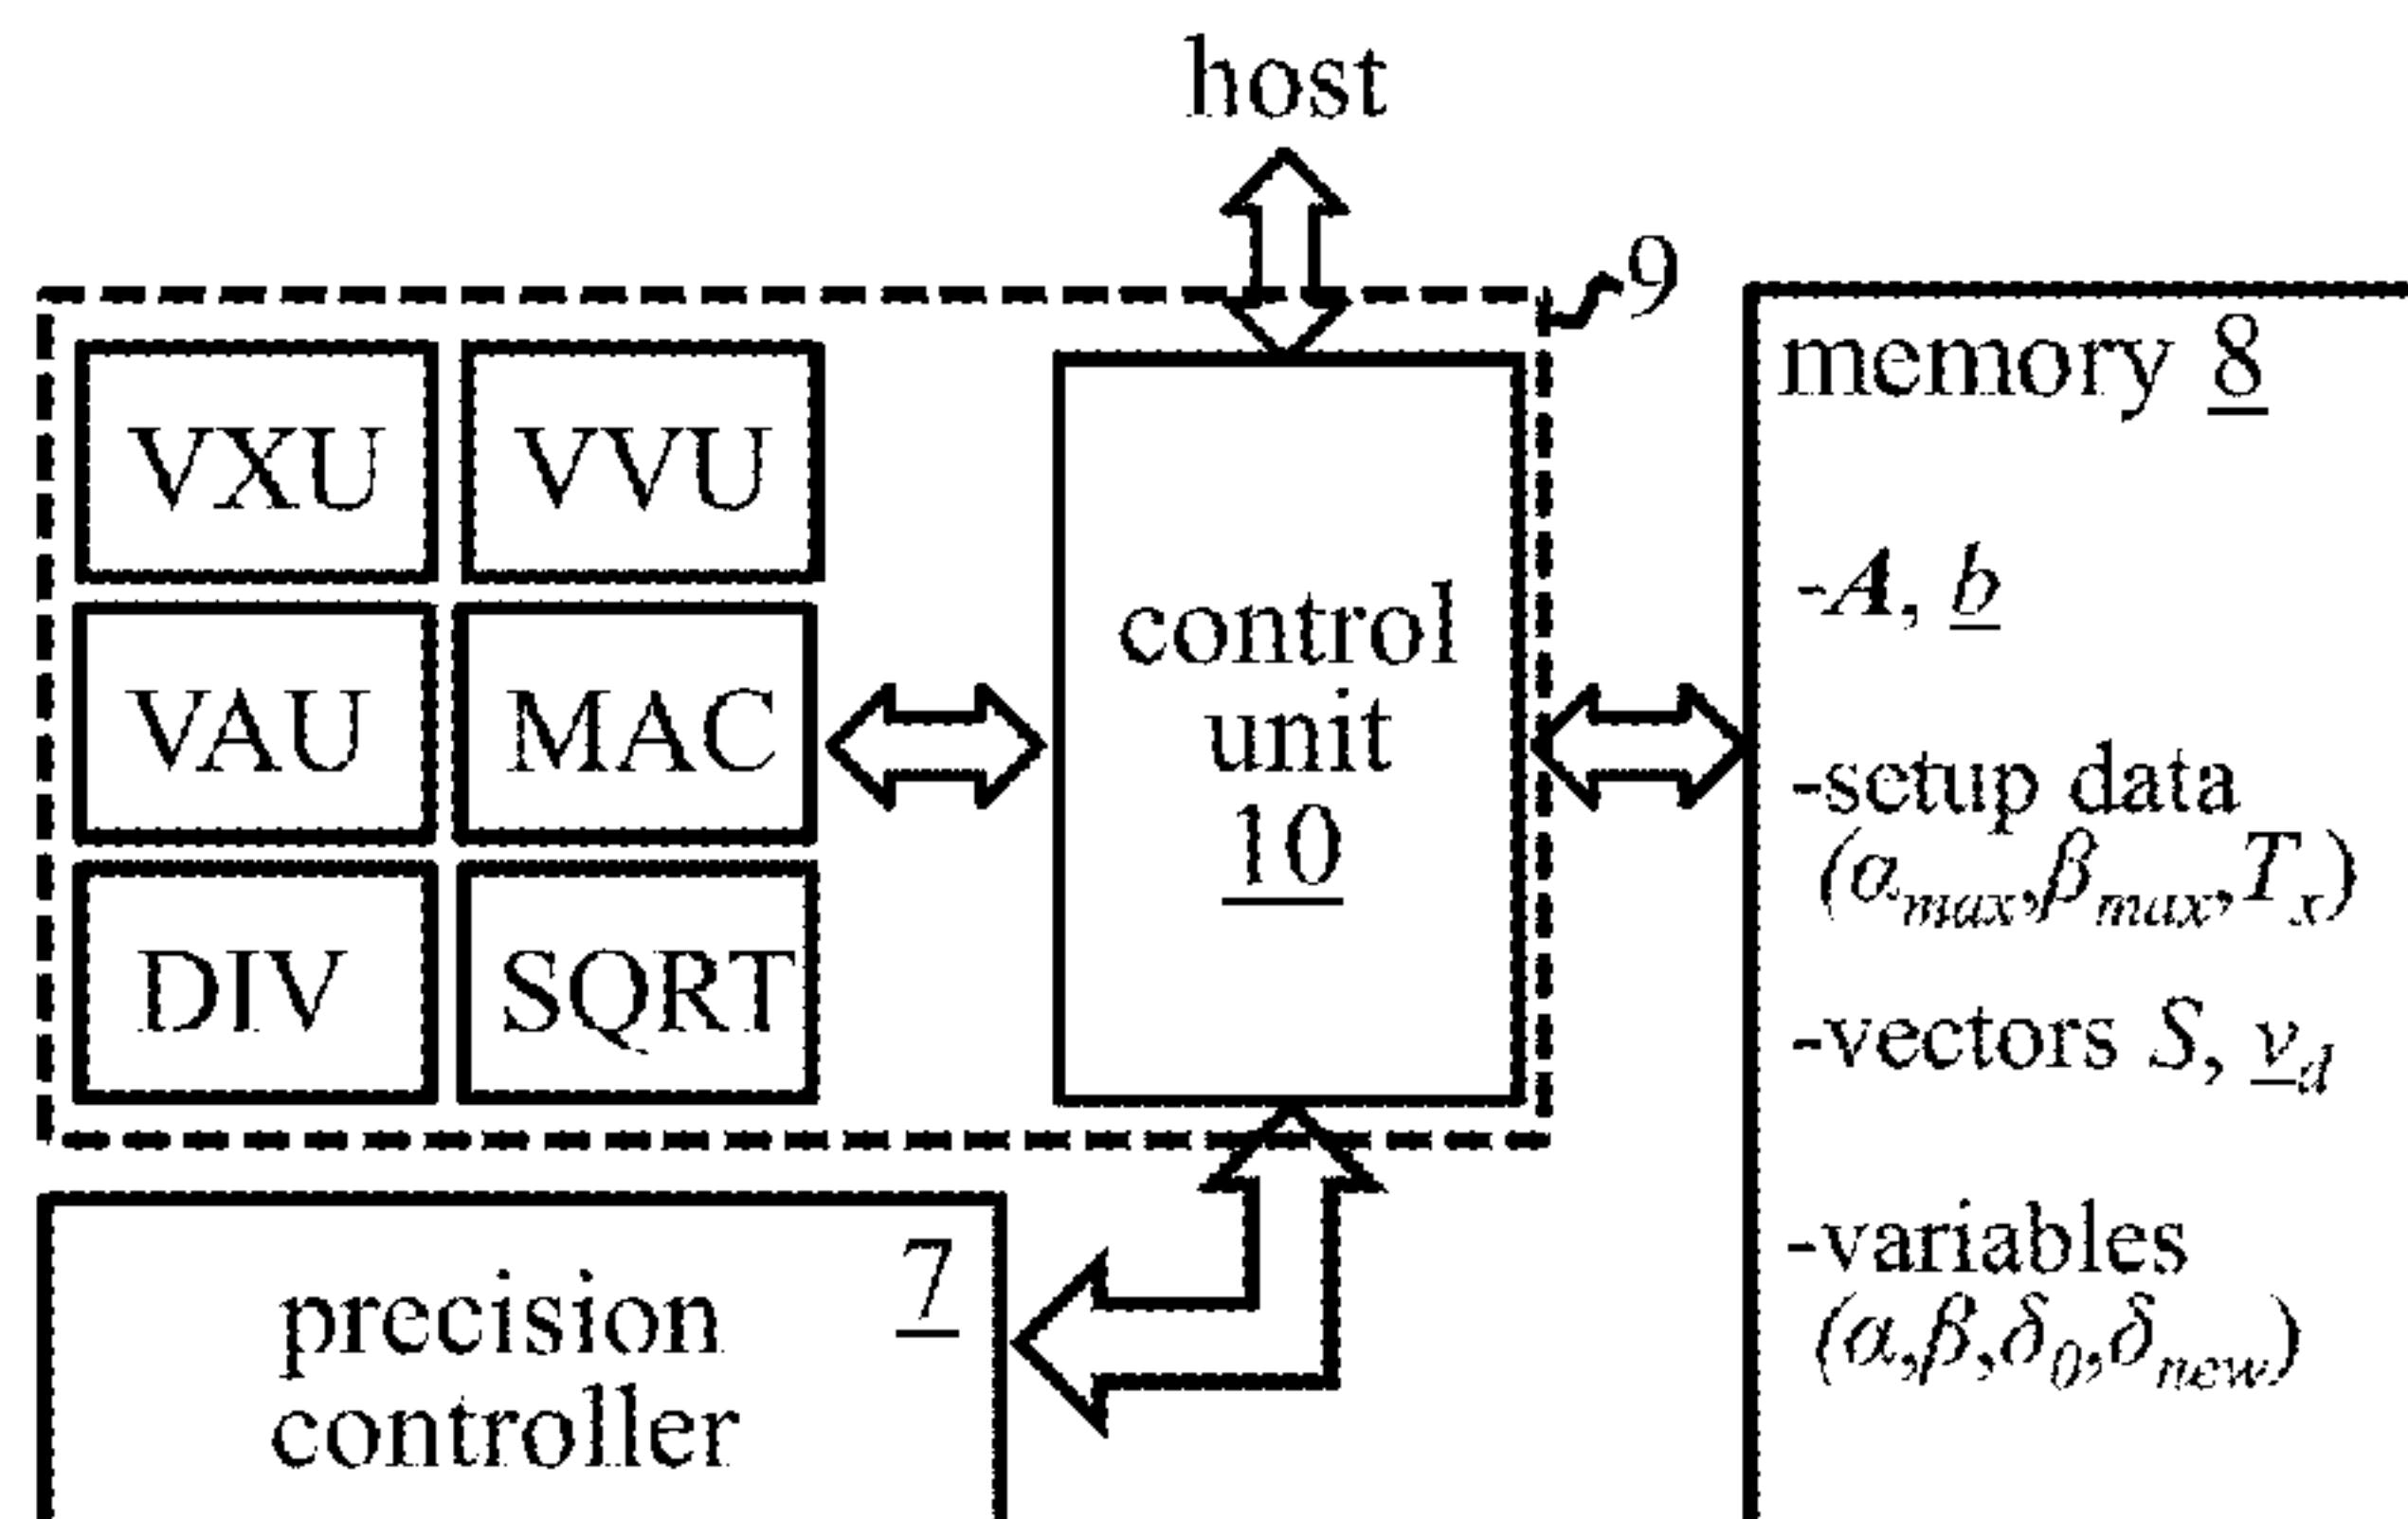 host
9
VXU VVU
VAU MAC
DIV SQRT
control
unit
10
memory 8
-A, b
-setup data
(α_max,β_max,T_x)
-vectors S, v_d
-variables
(α,β,δ_0,δ_new)
7
precision
controller